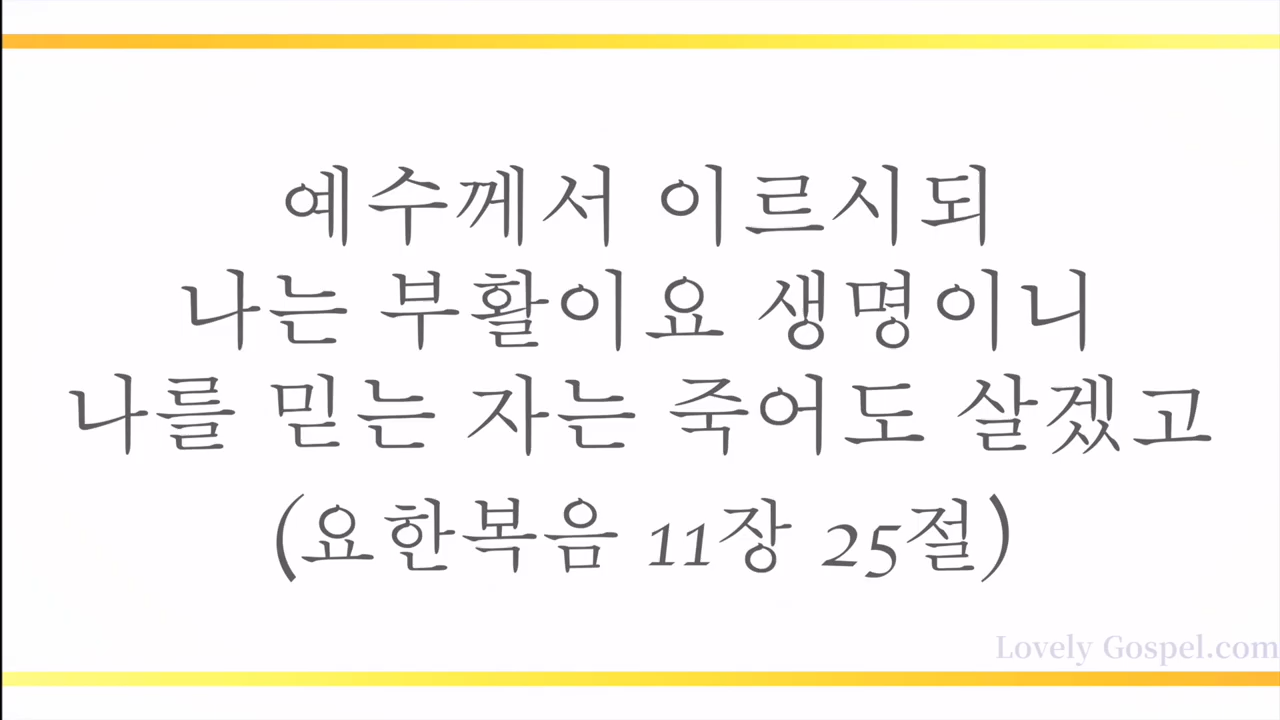 예수께서 이르시되
나는 부활이요 생명이니
나를 믿는 자는 죽어도 살겠고
(요한복음 11장 25절)
Lovely Gospel.com